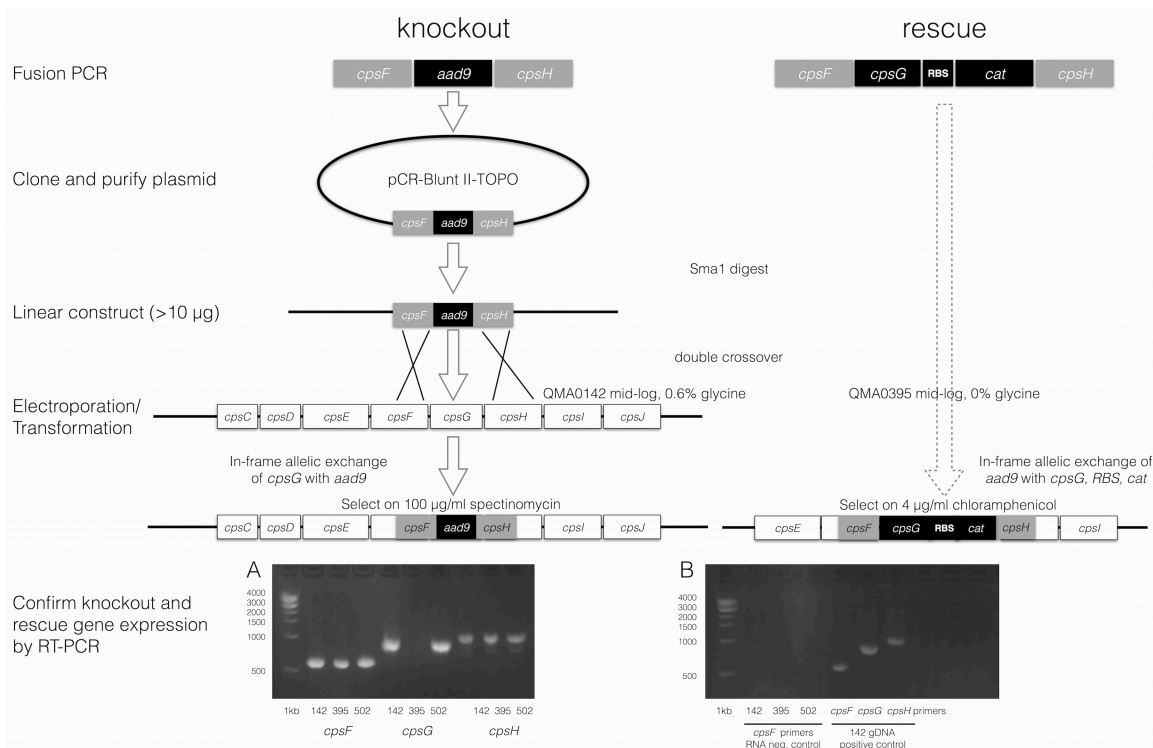 knockout
rescue
Fusion PCR
cpsF aad9 cpsH
cpsF cpsG RBS cat cpsH
Clone and purify plasmid
pCR-Blunt II-TOPO
cpsF aad9 cpsH
Sma1 digest
Linear construct (>10 µg)
cpsF aad9 cpsH
double crossover
QMA0142 mid-log, 0.6% glycine
QMA0395 mid-log, 0% glycine
Electroporation/
Transformation
cpsC cpsD cpsE cpsF cpsG cpsH cpsI cpsJ
In-frame allelic exchange
of cpsG with aad9
In-frame allelic exchange of
aad9 with cpsG, RBS, cat
Select on 100 µg/ml spectinomycin
Select on 4 µg/ml chloramphenicol
cpsC cpsD cpsE cpsF aad9 cpsH cpsI cpsJ
cpsE cpsF cpsG RBS cat cpsH cpsI
Confirm knockout and
rescue gene expression
by RT-PCR
A
4000
3000
2000
1500
1000
500
1kb 142 395 502 142 395 502 142 395 502
cpsF cpsG cpsH
B
4000
3000
2000
1500
1000
500
1kb 142 395 502 cpsF cpsG cpsH primers
cpsF primers
RNA neg. control
142 gDNA
positive control